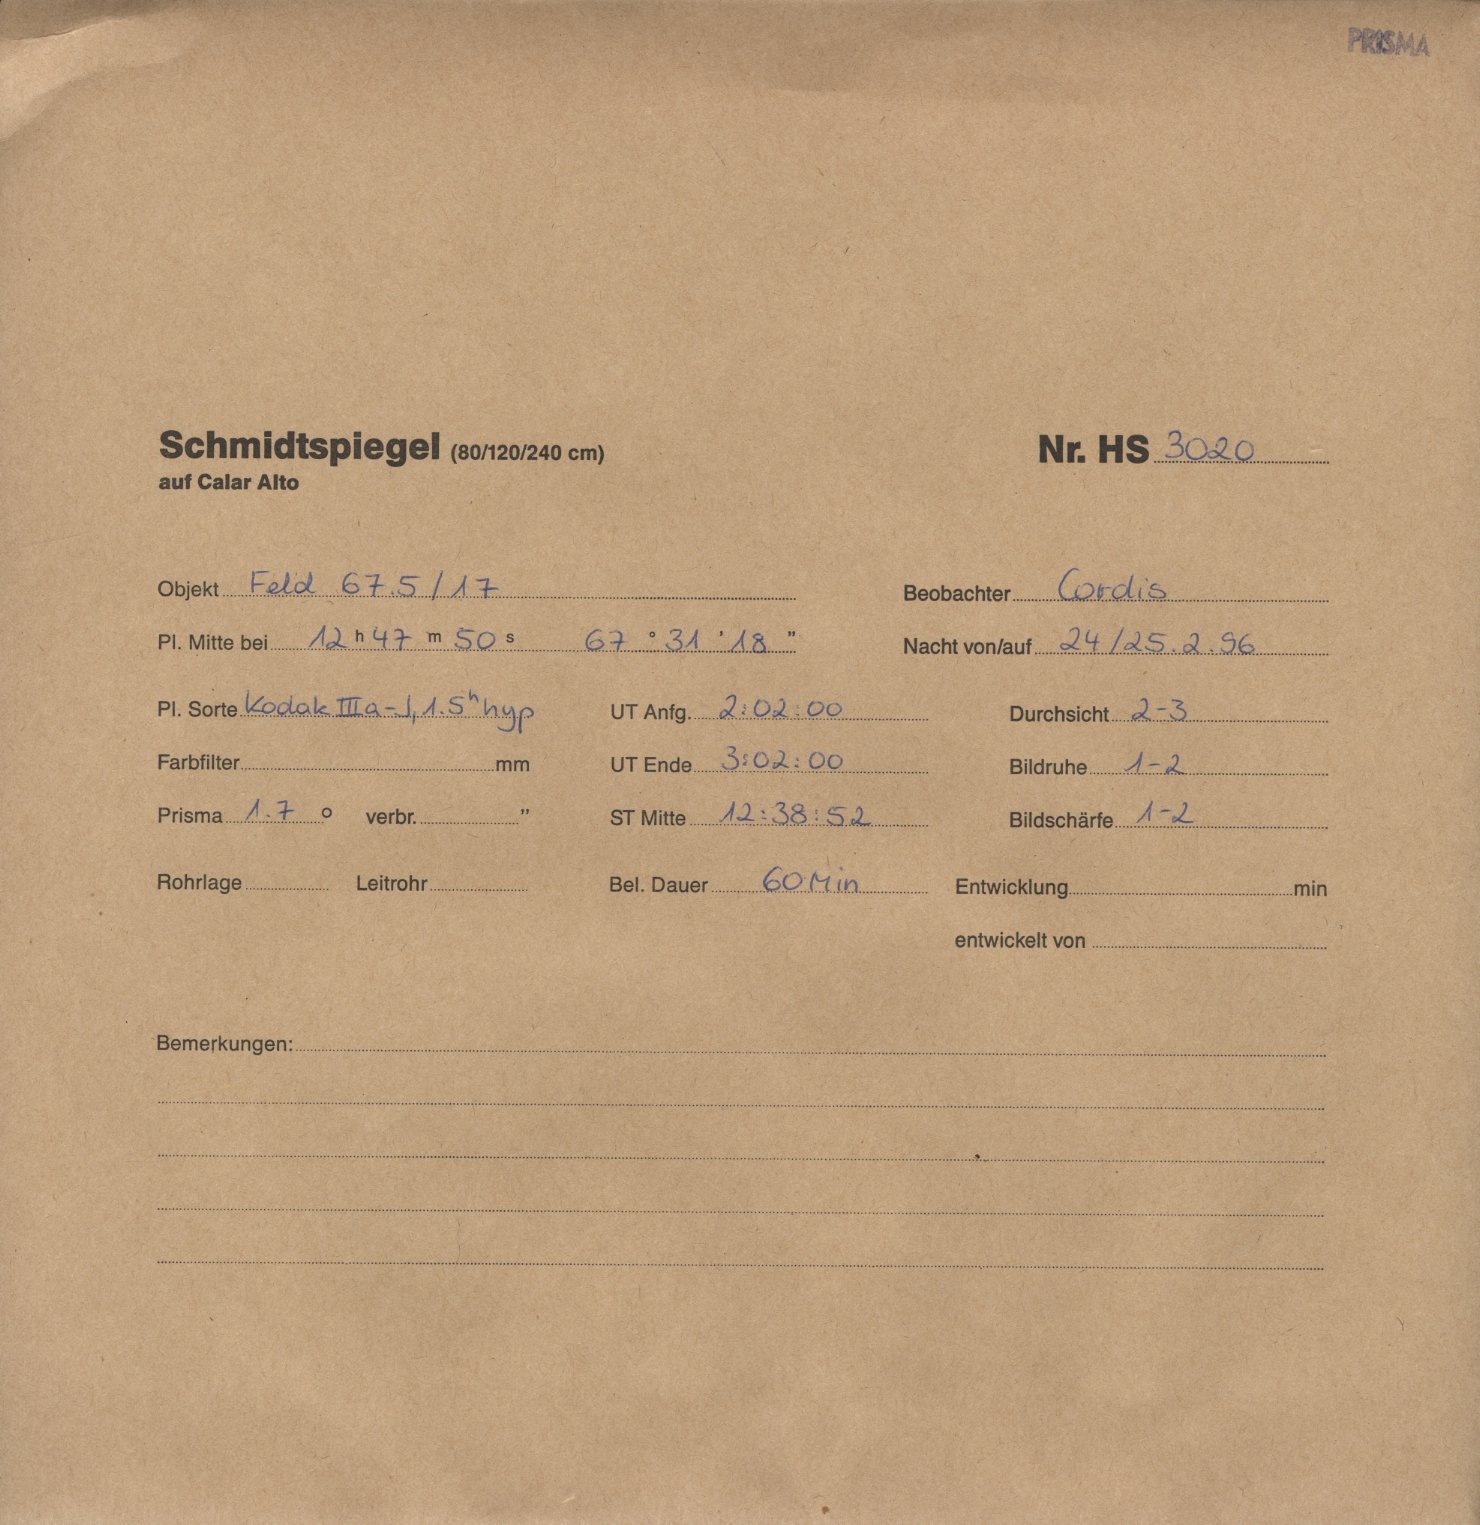 PRISMA
Schmidtspiegel (80/120/240 cm) Nr. HS 3020
auf Calar Alto
Objekt Feld 67.5/17 Beobachter Cordis
Pl. Mitte bei 12 h 47 m 50 s 67 ° 31 ' 18 " Nacht von/auf 24/25.2.96
Pl. Sorte Kodak IIIa-J, 1.5h hyp UT Anfg. 2:02:00 Durchsicht 2-3
Farbfilter mm UT Ende 3:02:00 Bildruhe 1-2
Prisma 1.7 ° verbr. " ST Mitte 12:38:52 Bildschärfe 1-2
Rohrlage Leitrohr Bel. Dauer 60 Min Entwicklung min
entwickelt von
Bemerkungen: